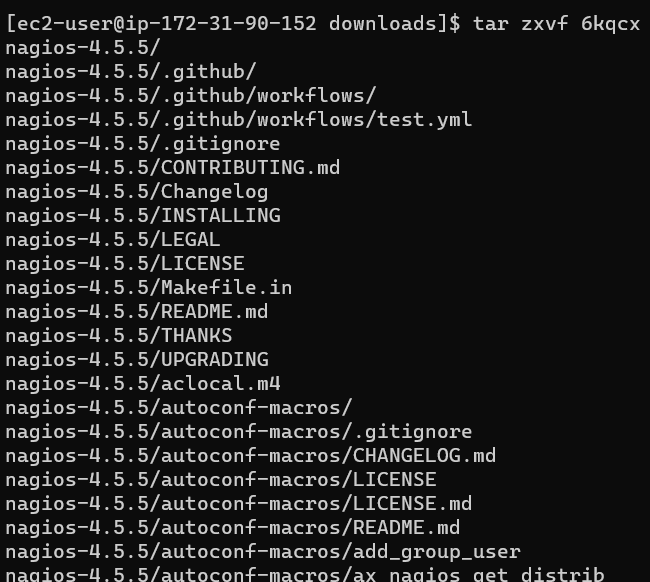 [ec2-user@ip-172-31-90-152 downloads]$ tar zxvf 6kqcx
nagios-4.5.5/
nagios-4.5.5/.github/
nagios-4.5.5/.github/workflows/
nagios-4.5.5/.github/workflows/test.yml
nagios-4.5.5/.gitignore
nagios-4.5.5/CONTRIBUTING.md
nagios-4.5.5/Changelog
nagios-4.5.5/INSTALLING
nagios-4.5.5/LEGAL
nagios-4.5.5/LICENSE
nagios-4.5.5/Makefile.in
nagios-4.5.5/README.md
nagios-4.5.5/THANKS
nagios-4.5.5/UPGRADING
nagios-4.5.5/aclocal.m4
nagios-4.5.5/autoconf-macros/
nagios-4.5.5/autoconf-macros/.gitignore
nagios-4.5.5/autoconf-macros/CHANGELOG.md
nagios-4.5.5/autoconf-macros/LICENSE
nagios-4.5.5/autoconf-macros/LICENSE.md
nagios-4.5.5/autoconf-macros/README.md
nagios-4.5.5/autoconf-macros/add_group_user
nagios-4.5.5/autoconf-macros/ax_nagios_get_distrib